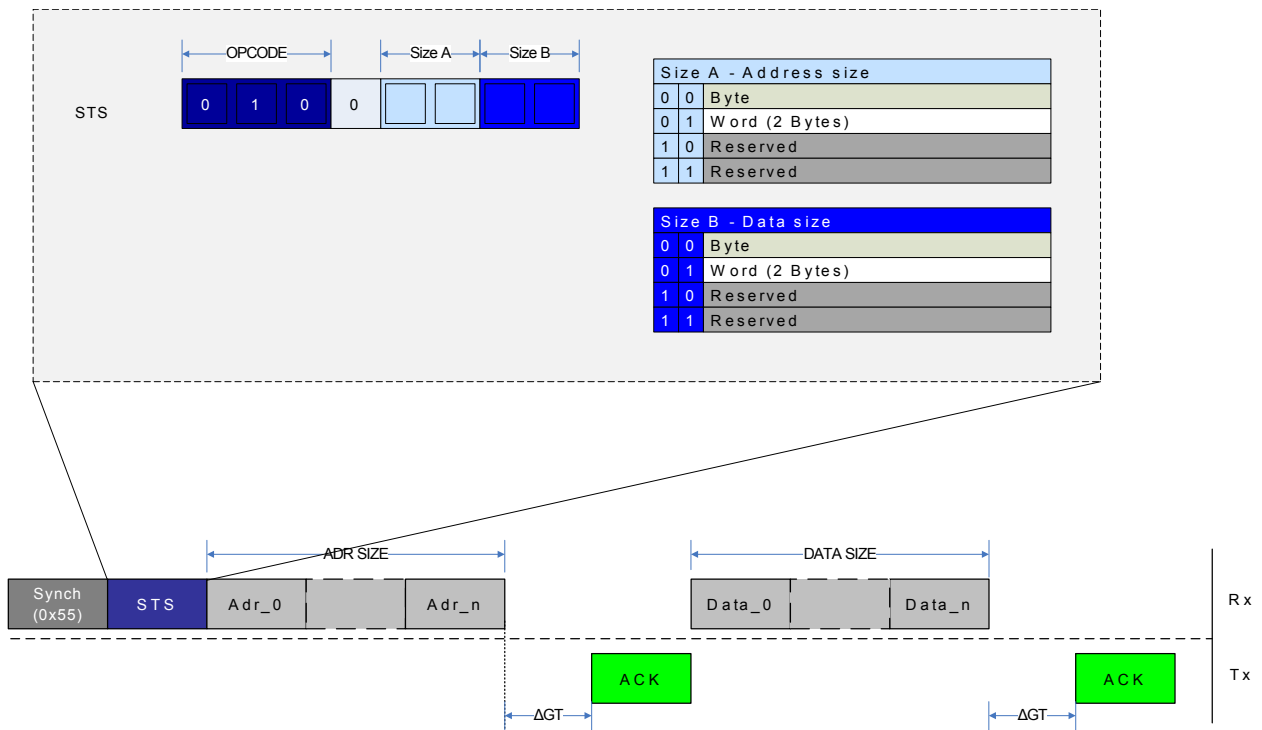 OPCODE Size A Size B
STS 0 1 0 0
Size A - Address size
0 0 Byte
0 1 Word (2 Bytes)
1 0 Reserved
1 1 Reserved
Size B - Data size
0 0 Byte
0 1 Word (2 Bytes)
1 0 Reserved
1 1 Reserved
ADR SIZE DATA SIZE
Synch
(0x55)
STS Adr_0 Adr_n Data_0 Data_n Rx
ACK ACK Tx
ΔGT ΔGT